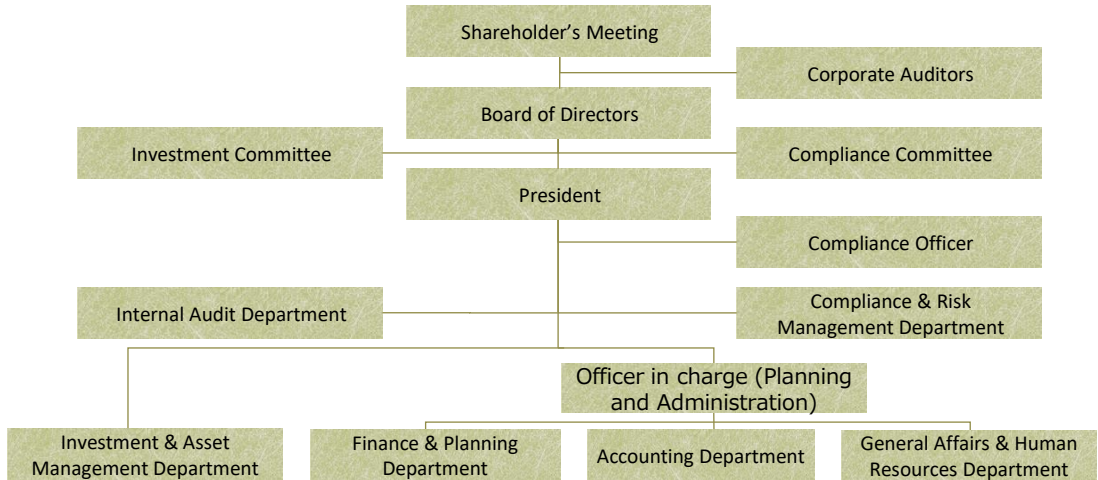 Shareholder's Meeting
Corporate Auditors
Board of Directors
Investment Committee
Compliance Committee
President
Compliance Officer
Internal Audit Department
Compliance & Risk
Management Department
Officer in charge (Planning
and Administration)
Investment & Asset
Management Department
Finance & Planning
Department
Accounting Department
General Affairs & Human
Resources Department